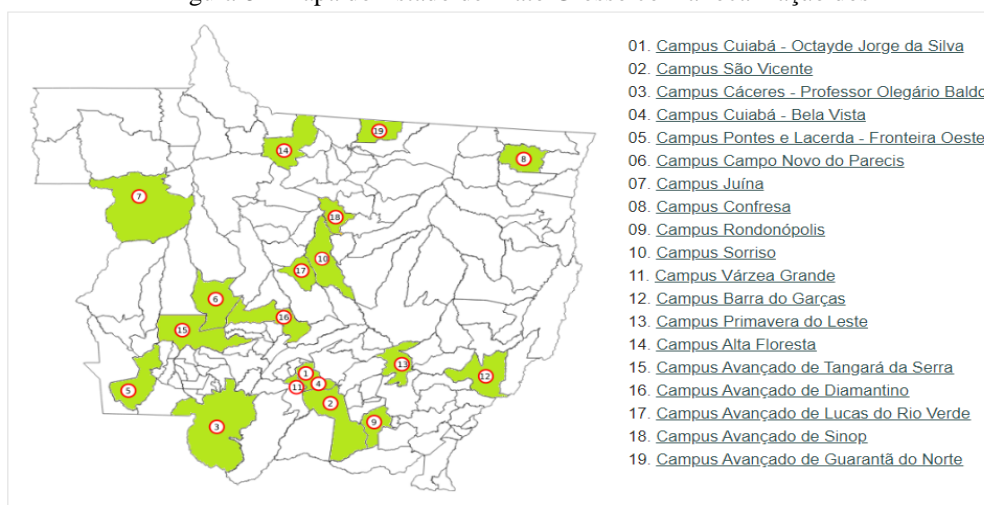 01. Campus Cuiabá - Octayde Jorge da Silva
02. Campus São Vicente
03. Campus Cáceres - Professor Olegário Baldo
04. Campus Cuiabá - Bela Vista
05. Campus Pontes e Lacerda - Fronteira Oeste
06. Campus Campo Novo do Parecis
07. Campus Juína
08. Campus Confresa
09. Campus Rondonópolis
10. Campus Sorriso
11. Campus Várzea Grande
12. Campus Barra do Garças
13. Campus Primavera do Leste
14. Campus Alta Floresta
15. Campus Avançado de Tangará da Serra
16. Campus Avançado de Diamantino
17. Campus Avançado de Lucas do Rio Verde
18. Campus Avançado de Sinop
19. Campus Avançado de Guarantã do Norte
19
14
8
7
18
10
17
6
16
15
13
1
12
4
11
5
2
9
3